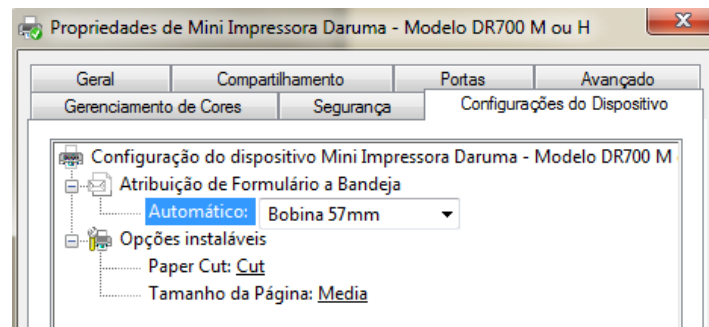 Propriedades de Mini Impressora Daruma - Modelo DR700 M ou H
Geral Compartilhamento Portas Avançado
Gerenciamento de Cores Segurança Configurações do Dispositivo
Configuração do dispositivo Mini Impressora Daruma - Modelo DR700 M
Atribuição de Formulário a Bandeja
Automático: Bobina 57mm
Opções instaláveis
Paper Cut: Cut
Tamanho da Página: Media